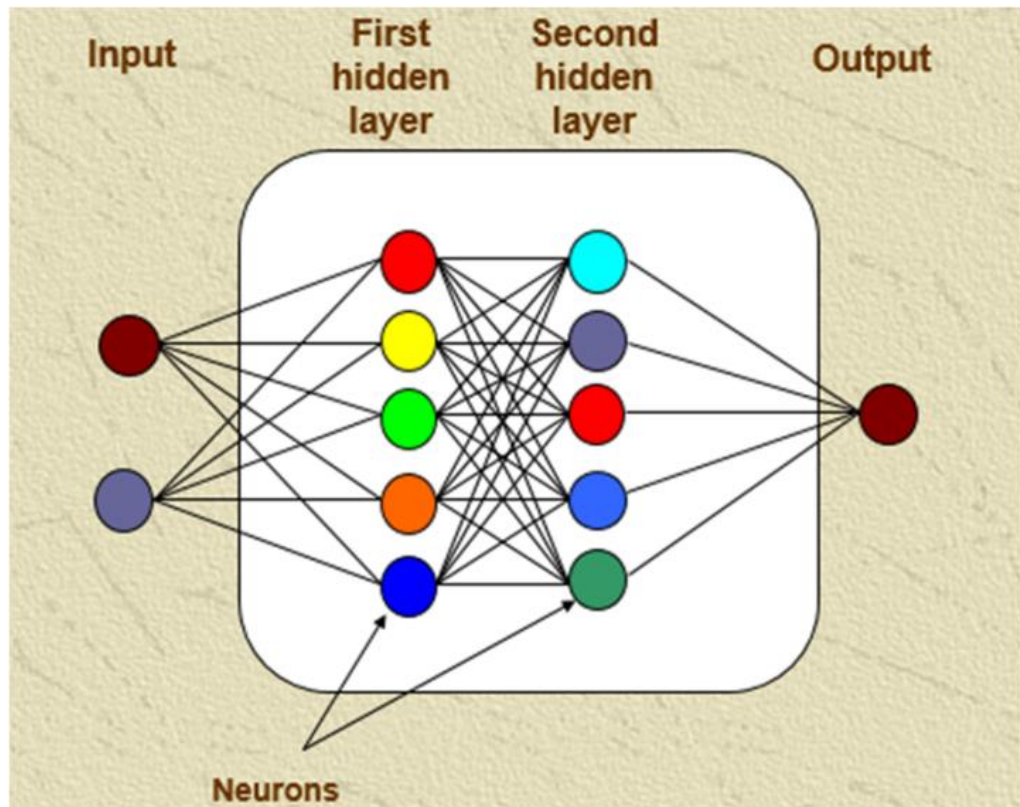 Input
First
hidden
layer
Second
hidden
layer
Output
Neurons